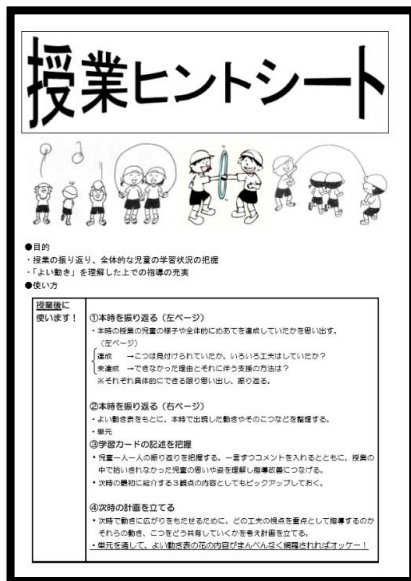 授業ヒントシート
●目的
・授業の振り返り、全体的な児童の学習状況の把握
・「よい動き」を理解した上での指導の充実
●使い方
授業後に
使います！
①本時を振り返る（左ページ）
・本時の授業の児童の様子や全体的にめあてを達成していたかを思い出す。
（左ページ）
達成　→こつは見付けられていたか。いろいろ工夫はしていたか？
未達成　→できなかった理由とそれに伴う支援の方法は？
※それぞれ具体的にできる限り思い出し、振り返る。
②本時を振り返る（右ページ）
・よい動き表をもとに、本時で出現した動きやそのこつなどを整理する。
・単元
③学習カードの記述を把握
・児童一人一人の振り返りを把握する。一言ずつコメントを入れるとともに、授業の
中で拾いきれなかった児童の思いや姿を理解し指導改善につなげる。
・次時の最初に紹介する３観点の内容としてもピックアップしておく。
④次時の計画を立てる
・次時で動きに広がりをもたせるために、どの工夫の視点を重点として指導するのか
それらの動き、こつをどう共有していくかを考え計画を立てる。
・単元を通して、よい動き表の花の内容がまんべんなく網羅されればオッケー！